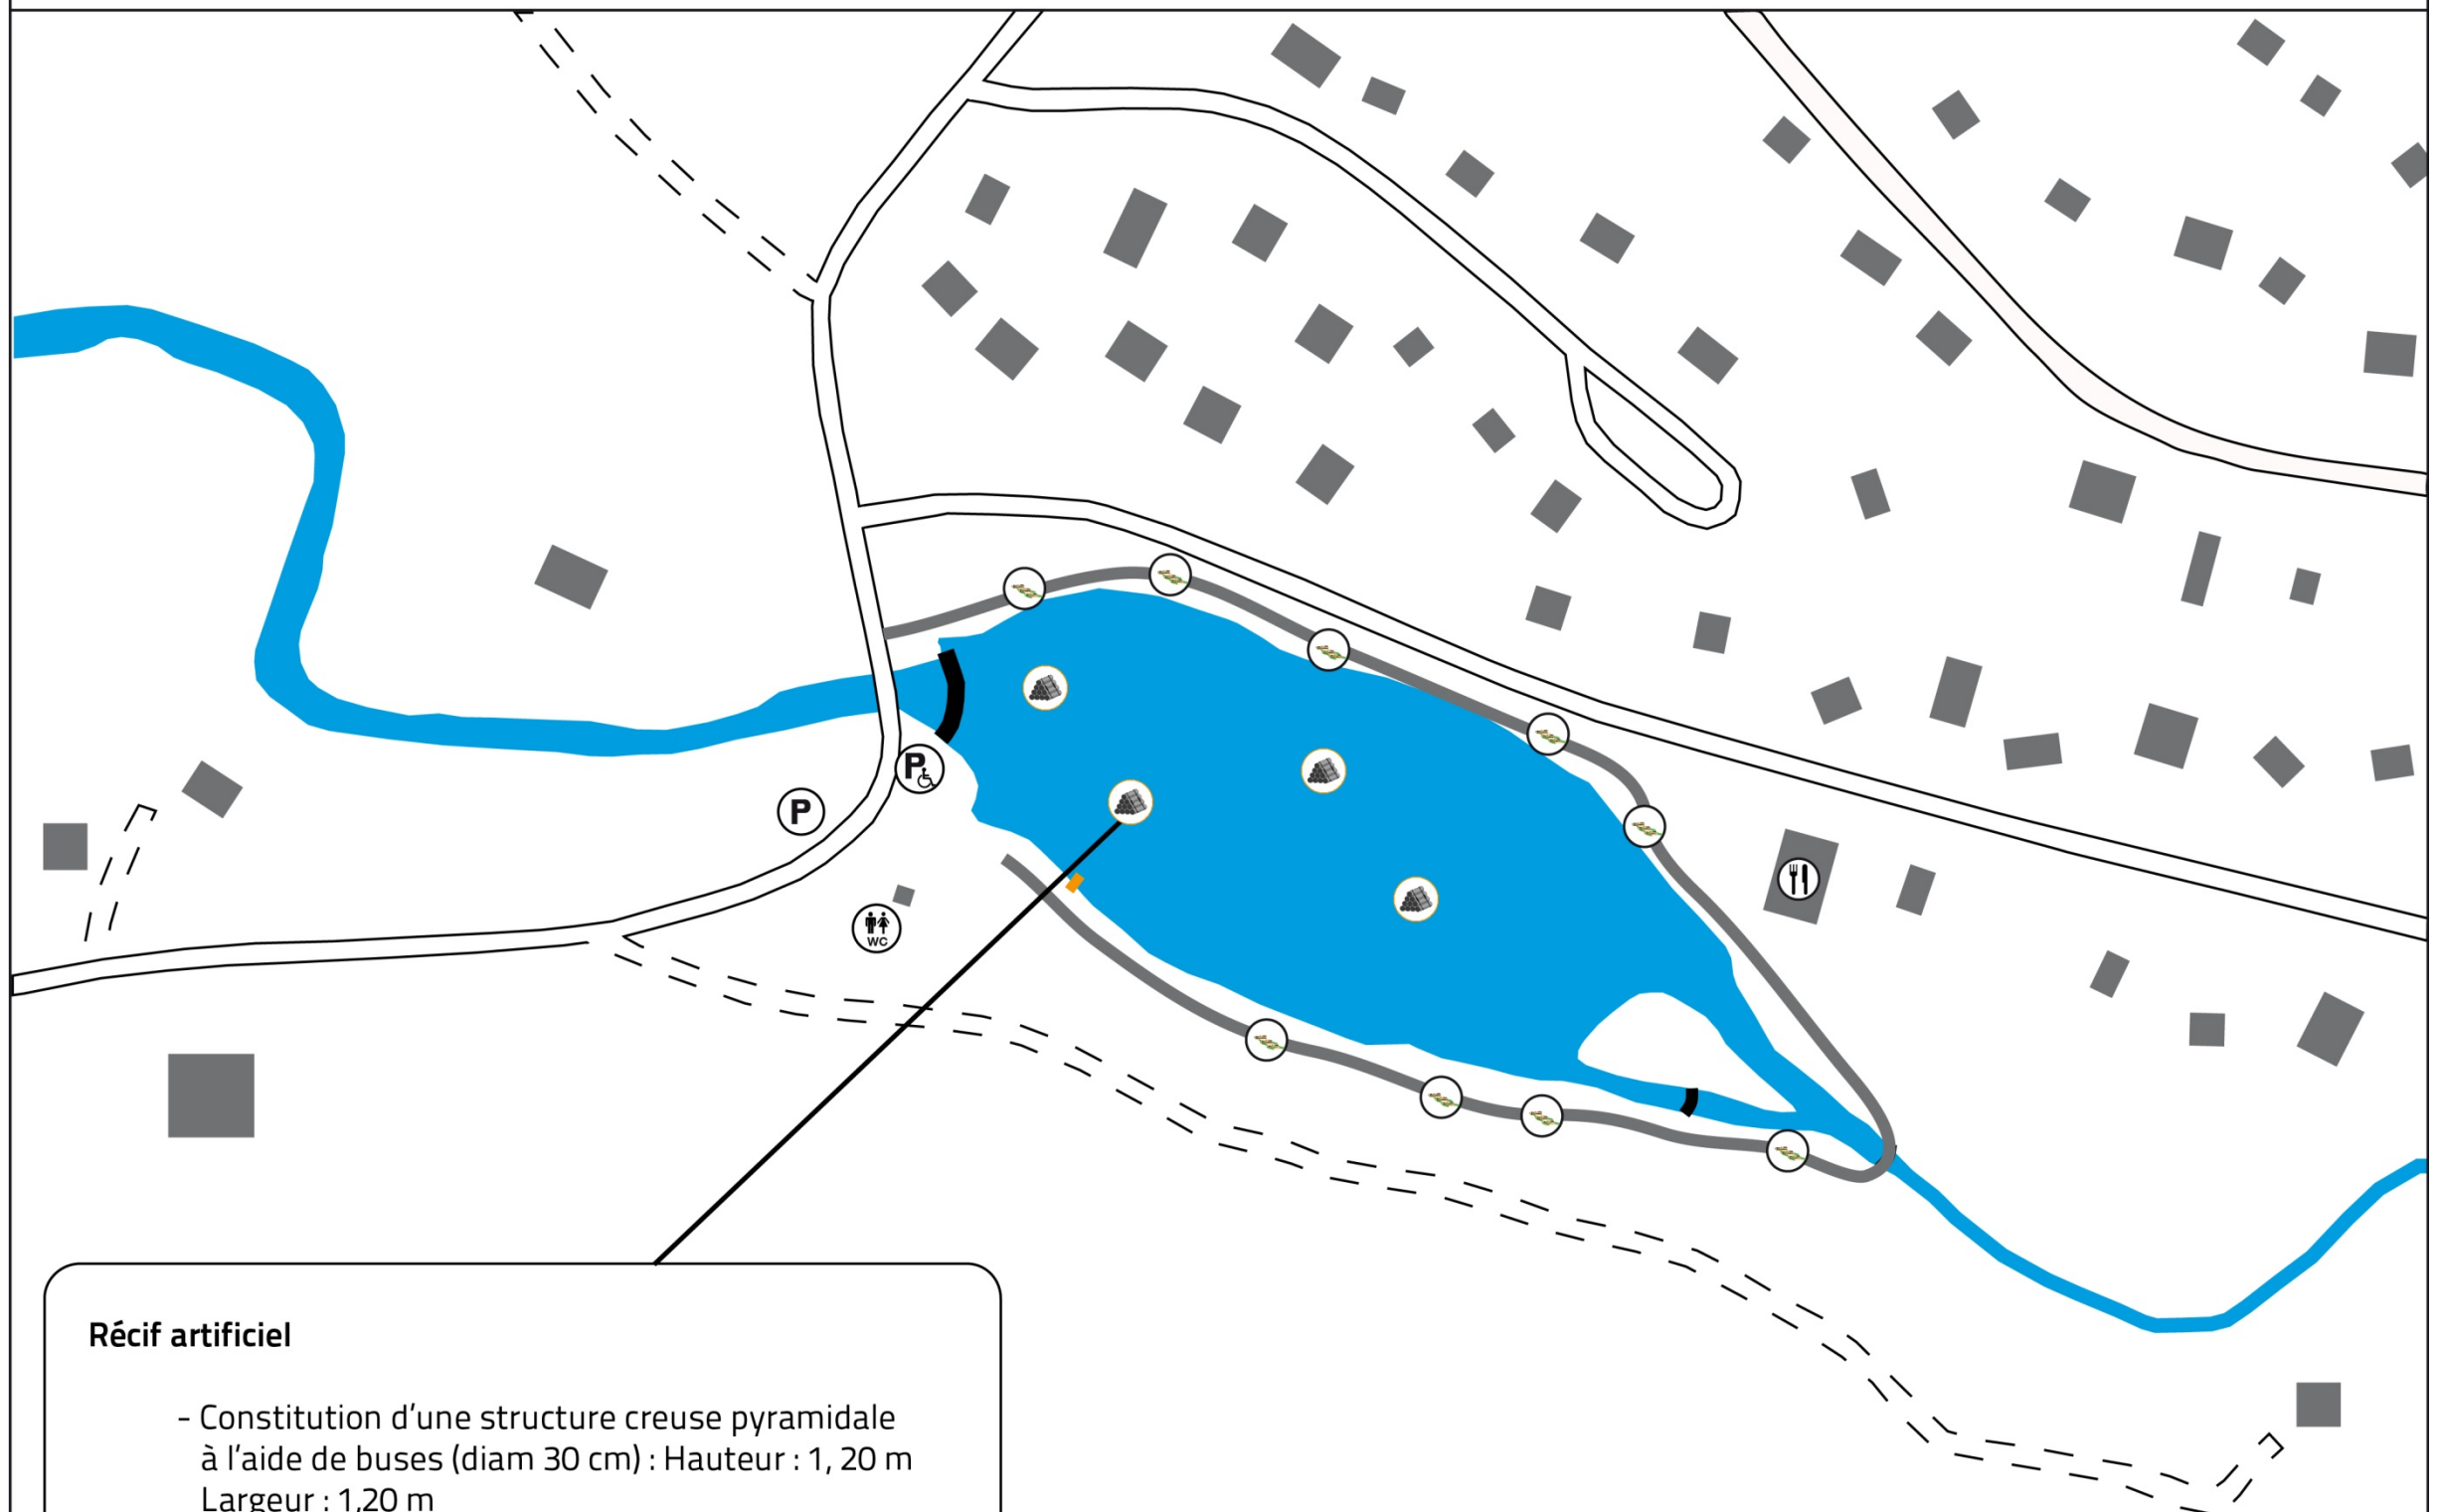 P
P
WC
Récif artificiel
- Constitution d'une structure creuse pyramidale
à l'aide de buses (diam 30 cm) : Hauteur : 1, 20 m
Largeur : 1,20 m